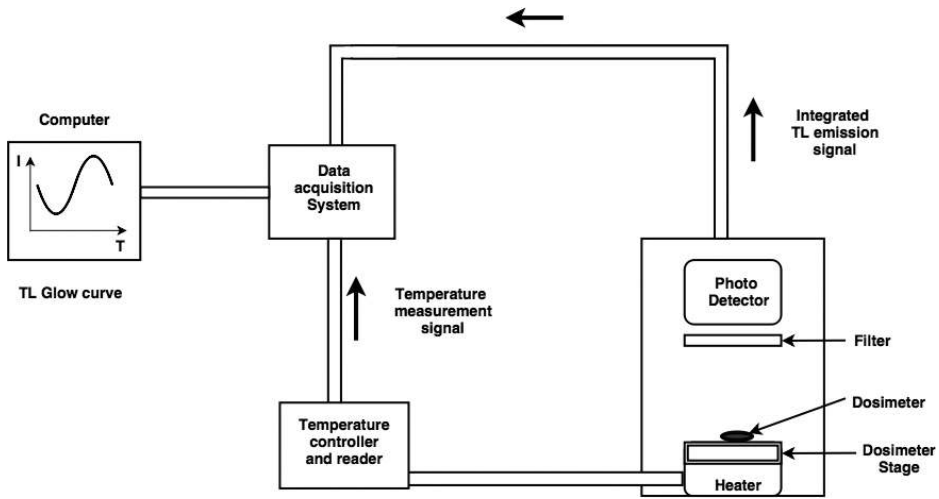 Computer
I
T
TL Glow curve
Data
acquisition
System
Integrated
TL emission
signal
Temperature
measurement
signal
Temperature
controller
and reader
Photo
Detector
Filter
Dosimeter
Dosimeter
Stage
Heater